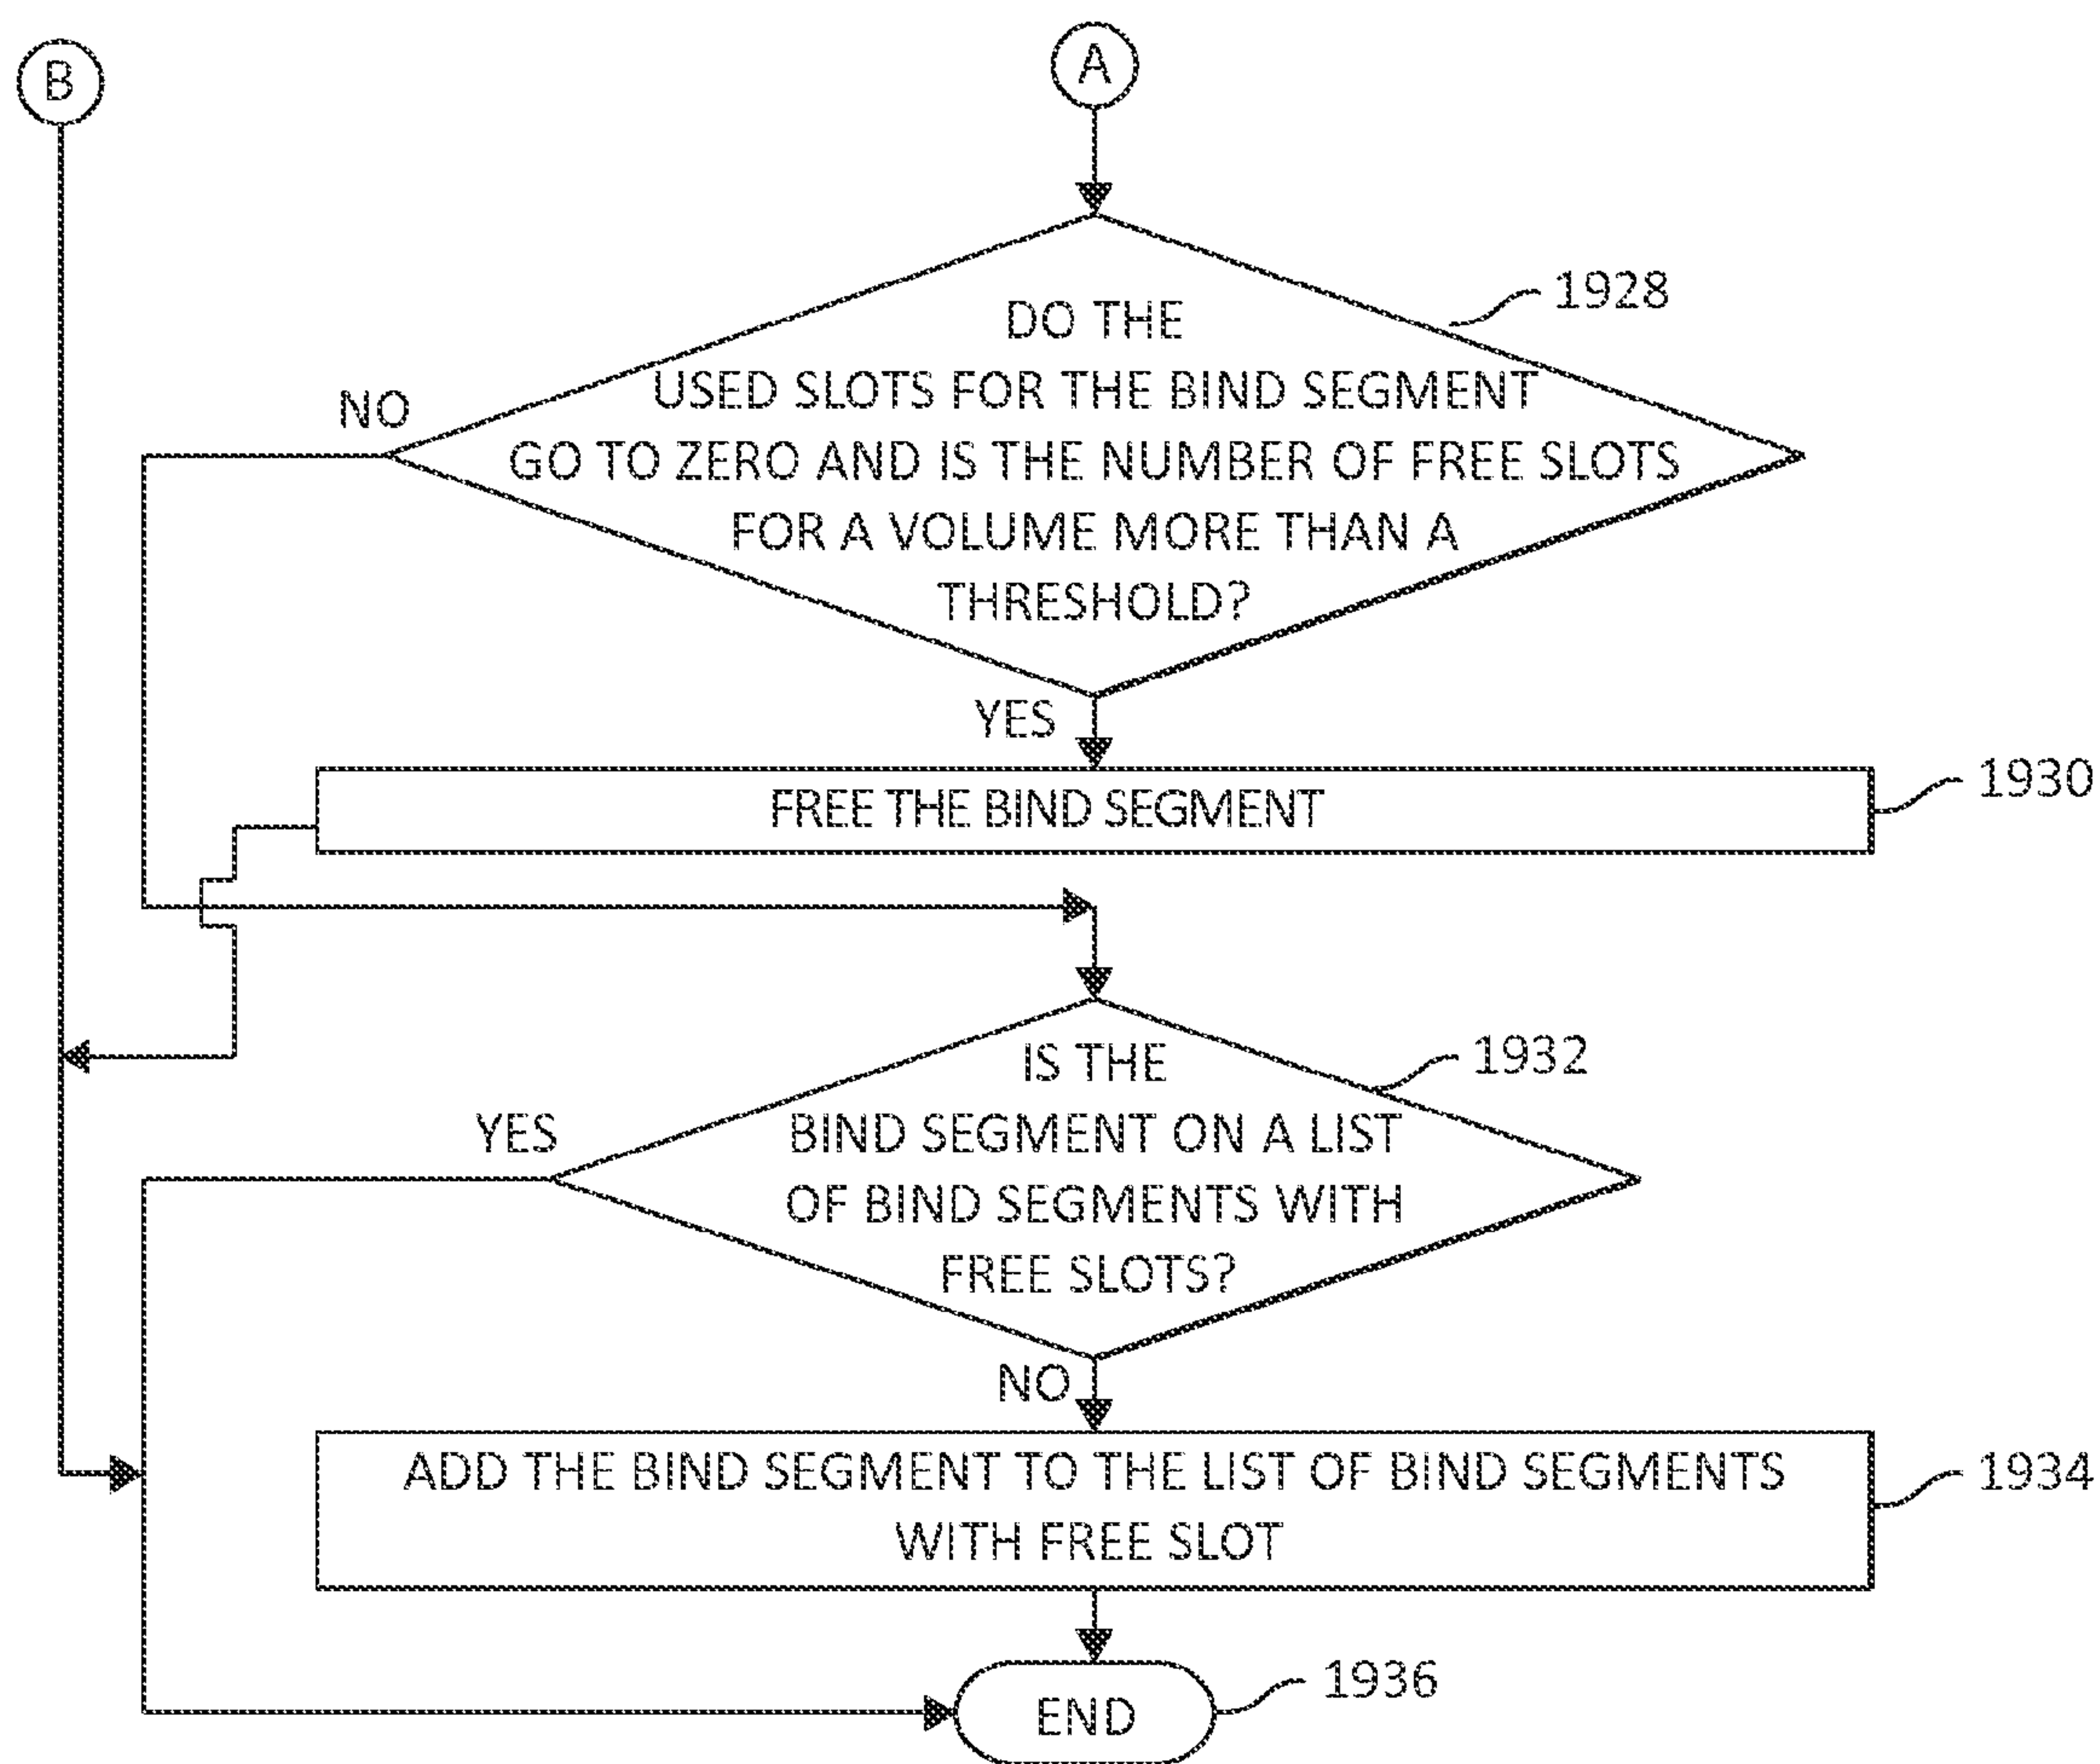 B
A
1928
DO THE
USED SLOTS FOR THE BIND SEGMENT
NO
GO TO ZERO AND IS THE NUMBER OF FREE SLOTS
FOR A VOLUME MORE THAN A
THRESHOLD?
YES
1930
FREE THE BIND SEGMENT
1932
IS THE
YES
BIND SEGMENT ON A LIST
OF BIND SEGMENTS WITH
FREE SLOTS?
NO
ADD THE BIND SEGMENT TO THE LIST OF BIND SEGMENTS
1934
WITH FREE SLOT
1936
END